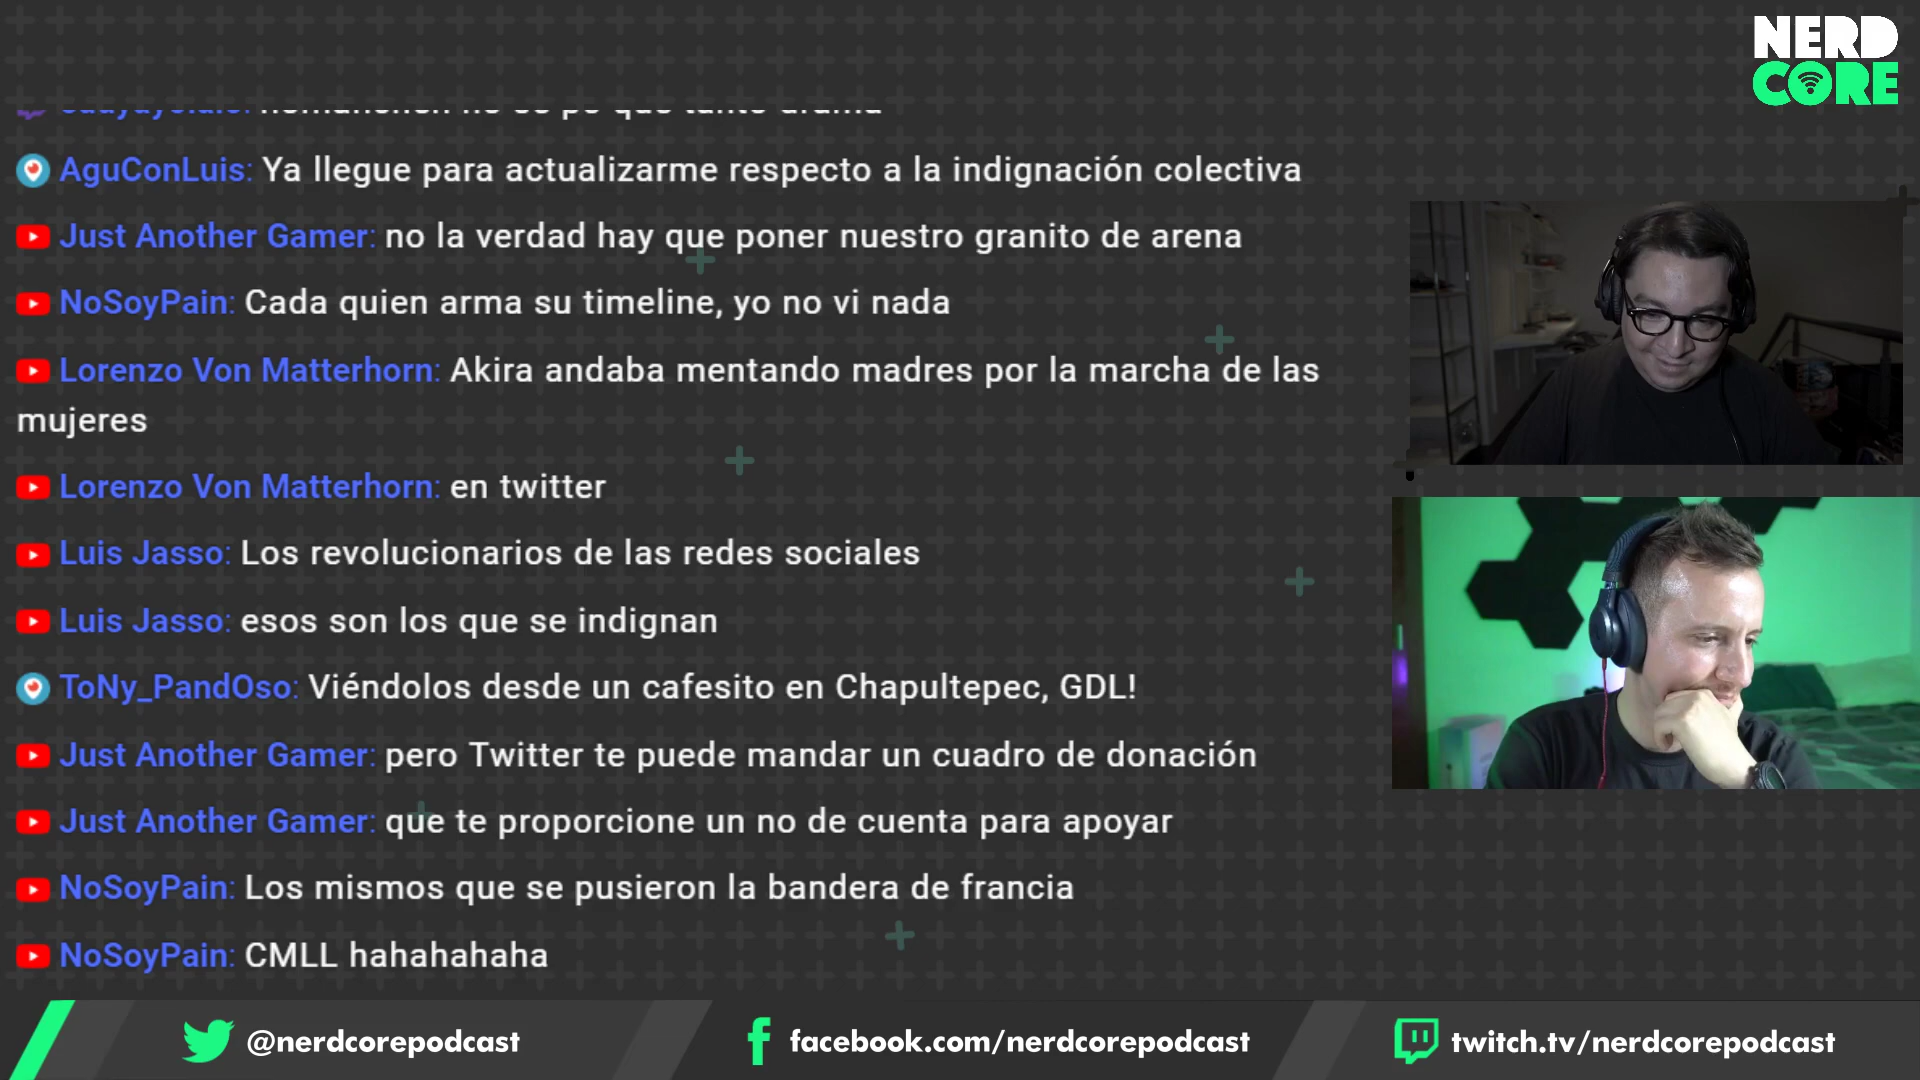 NERD
CORE
AguConLuis: Ya llegue para actualizarme respecto a la indignación colectiva
Just Another Gamer: no la verdad hay que poner nuestro granito de arena
NoSoyPain: Cada quien arma su timeline, yo no vi nada
Lorenzo Von Matterhorn: Akira andaba mentando madres por la marcha de las
mujeres
Lorenzo Von Matterhorn: en twitter
Luis Jasso: Los revolucionarios de las redes sociales
Luis Jasso: esos son los que se indignan
ToNy_PandOso: Viéndolos desde un cafesito en Chapultepec, GDL!
Just Another Gamer: pero Twitter te puede mandar un cuadro de donación
Just Another Gamer: que te proporcione un no de cuenta para apoyar
NoSoyPain: Los mismos que se pusieron la bandera de francia
NoSoyPain: CMLL hahahahaha
@nerdcorepodcast
facebook.com/nerdcorepodcast
twitch.tv/nerdcorepodcast